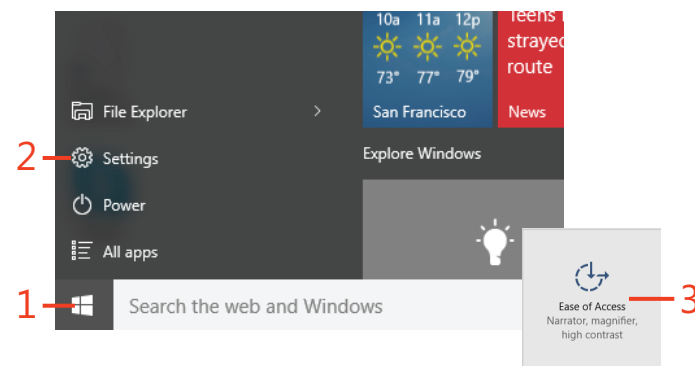 10a 11a 12p
73° 77° 79°
San Francisco
strayed
route
News
File Explorer
2
Settings
Explore Windows
Power
All apps
1
Search the web and Windows
3
Ease of Access
Narrator, magnifier,
high contrast